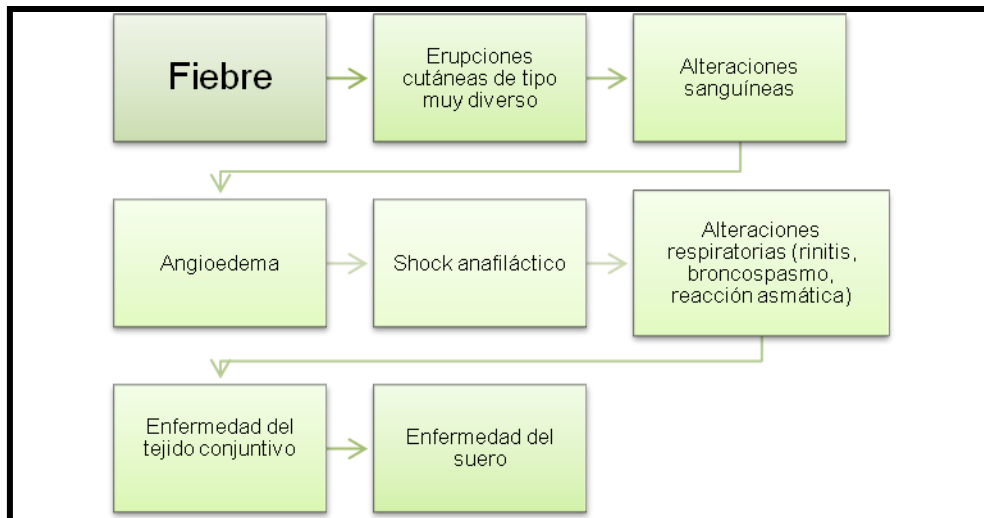 Fiebre
Erupciones
cutáneas de tipo
muy diverso
Alteraciones
sanguíneas
Angioedema
Shock anafiláctico
Alteraciones
respiratorias (rinitis,
broncospasmo,
reacción asmática)
Enfermedad del
tejido conjuntivo
Enfermedad del
suero